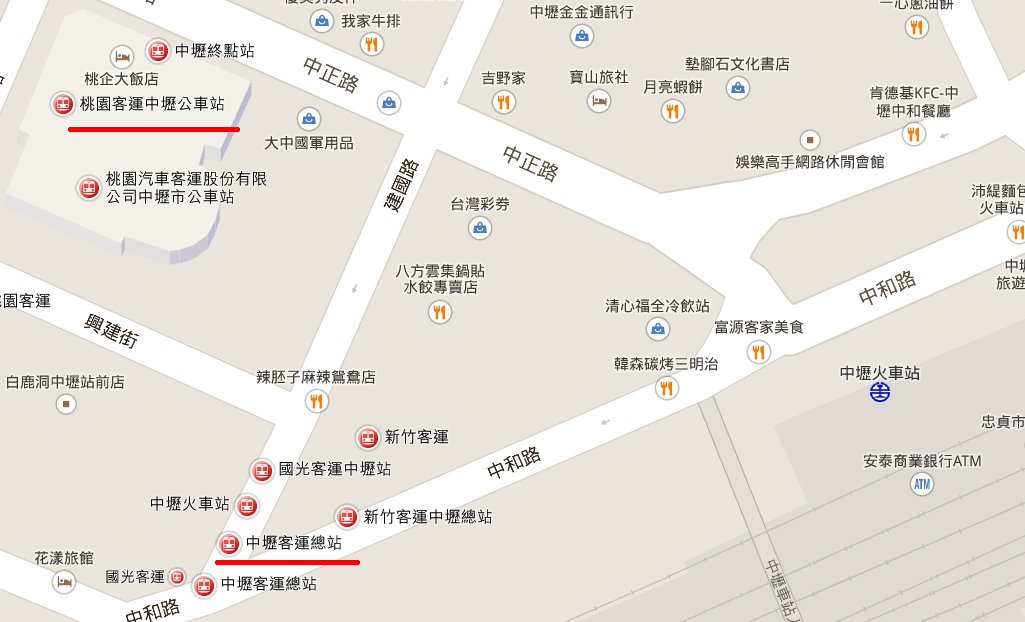 我家牛排
中壢金金通訊行
中壢終點站
桃企大飯店
中正路
吉野家
寶山旅社
墊腳石文化書店
月亮蝦餅
肯德基KFC-中
壢中和餐廳
桃園客運中壢公車站
大中國軍用品
中正路
娛樂高手網路休閒會館
建國路
桃園汽車客運股份有限
公司中壢市公車站
台灣彩券
沛緹麵包
火車站
八方雲集鍋貼
水餃專賣店
中和路
園客運
清心福全冷飲站
興建街
富源客家美食
韓森碳烤三明治
中壢火車站
白鹿洞中壢站前店
辣胚子麻辣鴛鴦店
忠貞市
新竹客運
國光客運中壢站
中和路
安泰商業銀行ATM
ATM
中壢火車站
新竹客運中壢總站
中壢客運總站
花漾旅館
國光客運
中壢客運總站
中和路
中壢車站